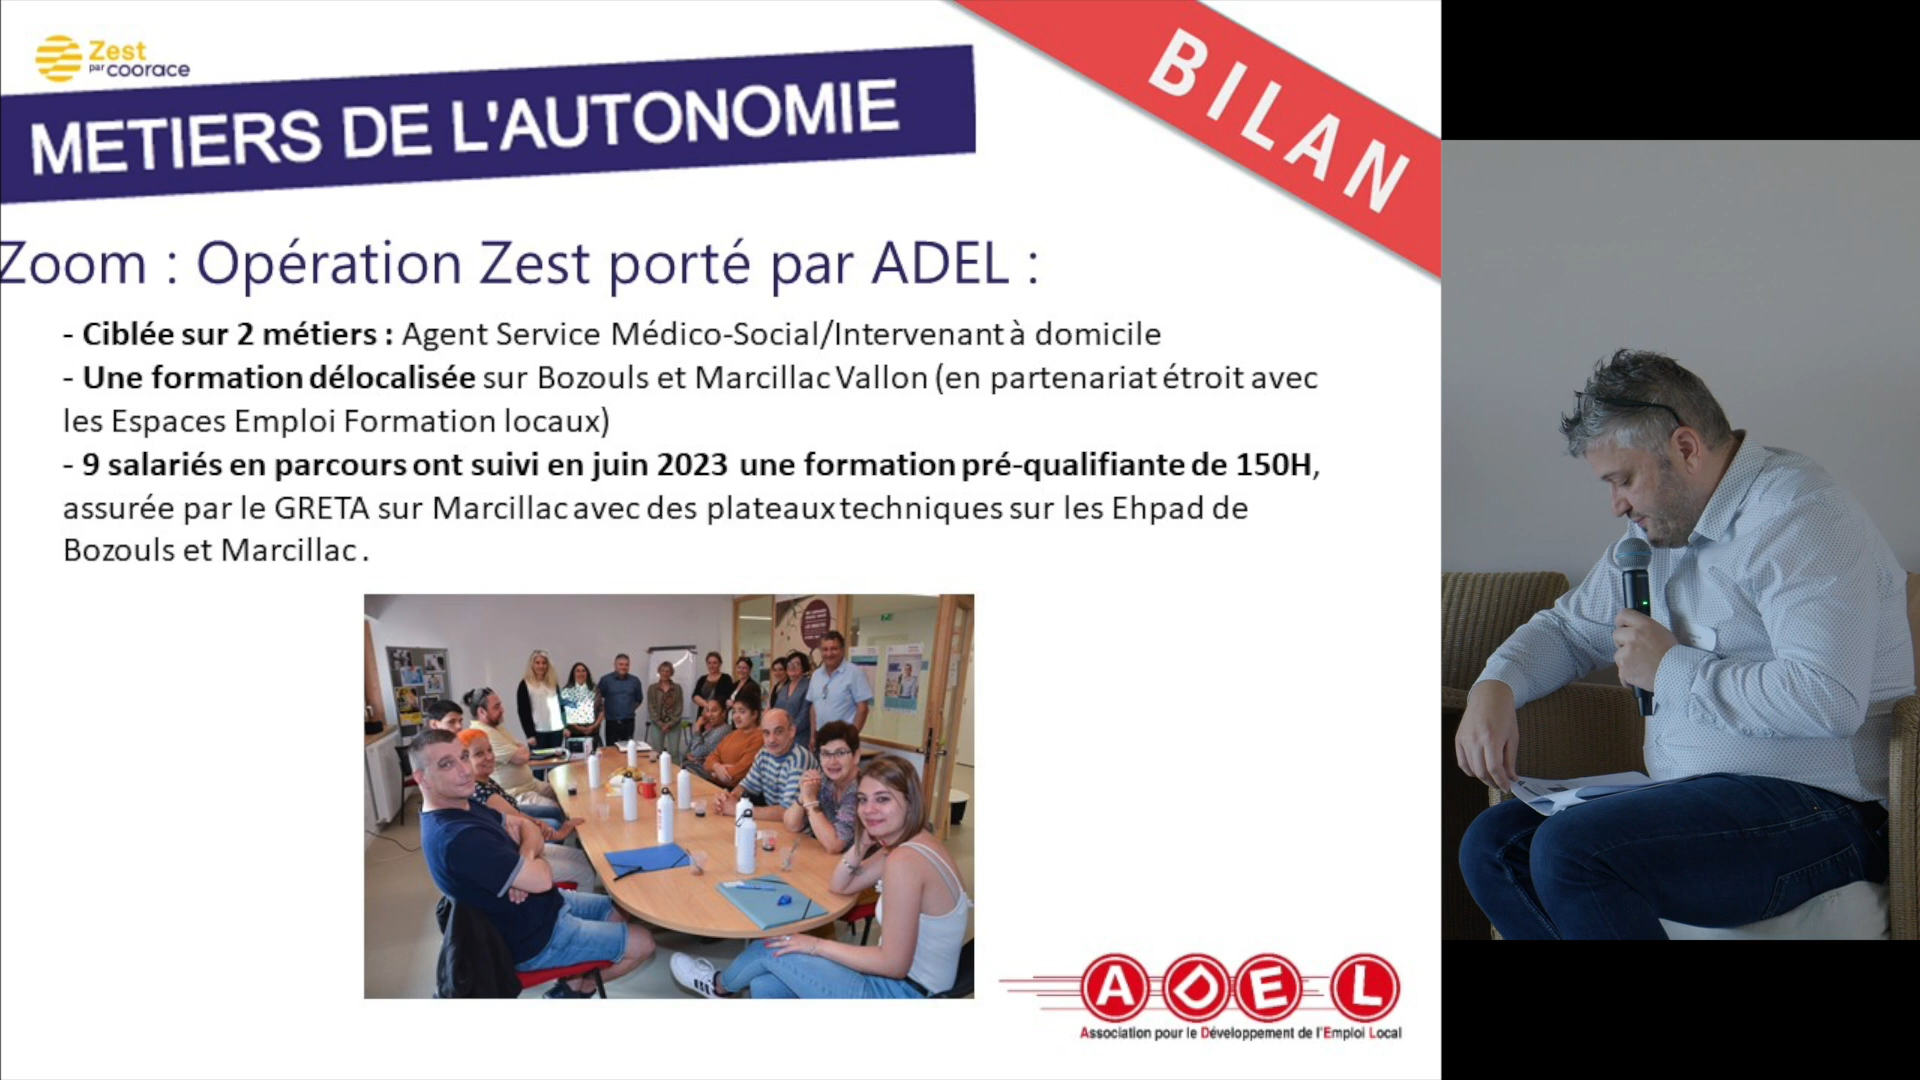 Zest
par coorace
METIERS DE L'AUTONOMIE
BILAN
Zoom : Opération Zest porté par ADEL :
- Ciblée sur 2 métiers : Agent Service Médico-Social/Intervenant à domicile
- Une formation délocalisée sur Bozouls et Marcillac Vallon (en partenariat étroit avec
les Espaces Emploi Formation locaux)
- 9 salariés en parcours ont suivi en juin 2023 une formation pré-qualifiante de 150H,
assurée par le GRETA sur Marcillac avec des plateaux techniques sur les Ehpad de
Bozouls et Marcillac.
ADEL
Association pour le Développement de l'Emploi Local